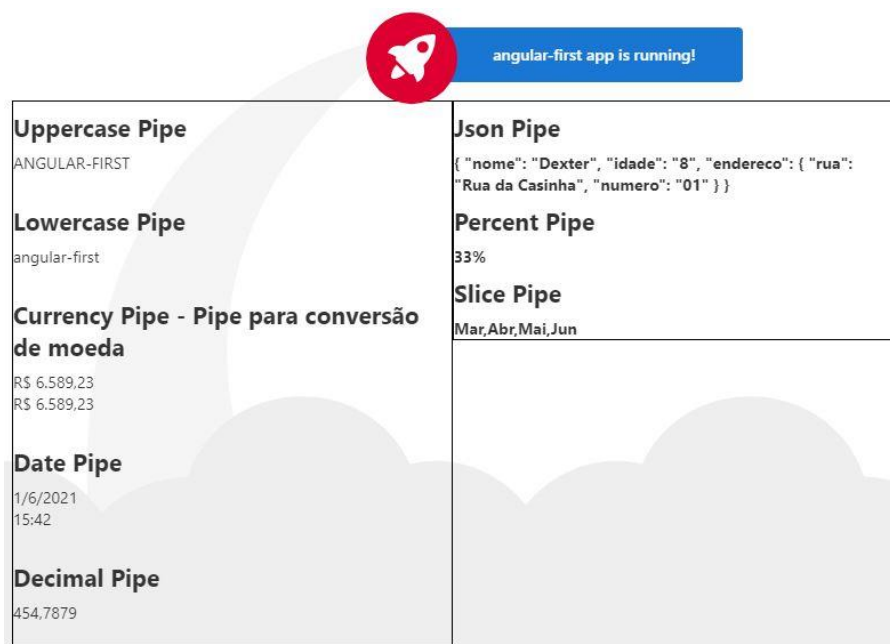 angular-first app is running!
Uppercase Pipe
ANGULAR-FIRST
Lowercase Pipe
angular-first
Currency Pipe - Pipe para conversão
de moeda
R$ 6.589,23
R$ 6.589,23
Date Pipe
1/6/2021
15:42
Decimal Pipe
454,7879
Json Pipe
{ "nome": "Dexter", "idade": "8", "endereco": { "rua":
"Rua da Casinha", "numero": "01" } }
Percent Pipe
33%
Slice Pipe
Mar,Abr,Mai,Jun